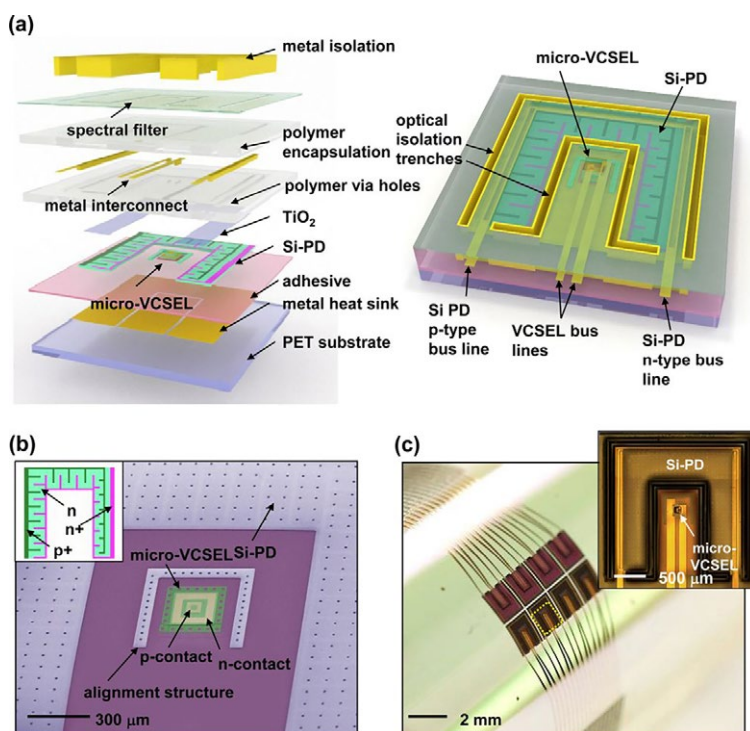 (a)
metal isolation
spectral filter
polymer
encapsulation
metal interconnect
polymer via holes
TiO2
Si-PD
micro-VCSEL
adhesive
metal heat sink
PET substrate
micro-VCSEL
Si-PD
optical
isolation
trenches
Si PD
p-type
bus line
VCSEL bus
lines
Si-PD
n-type bus
line
(b)
n
n+
p+
micro-VCSEL
Si-PD
p-contact
n-contact
alignment structure
300 μm
(c)
Si-PD
micro-
VCSEL
500 μm
2 mm